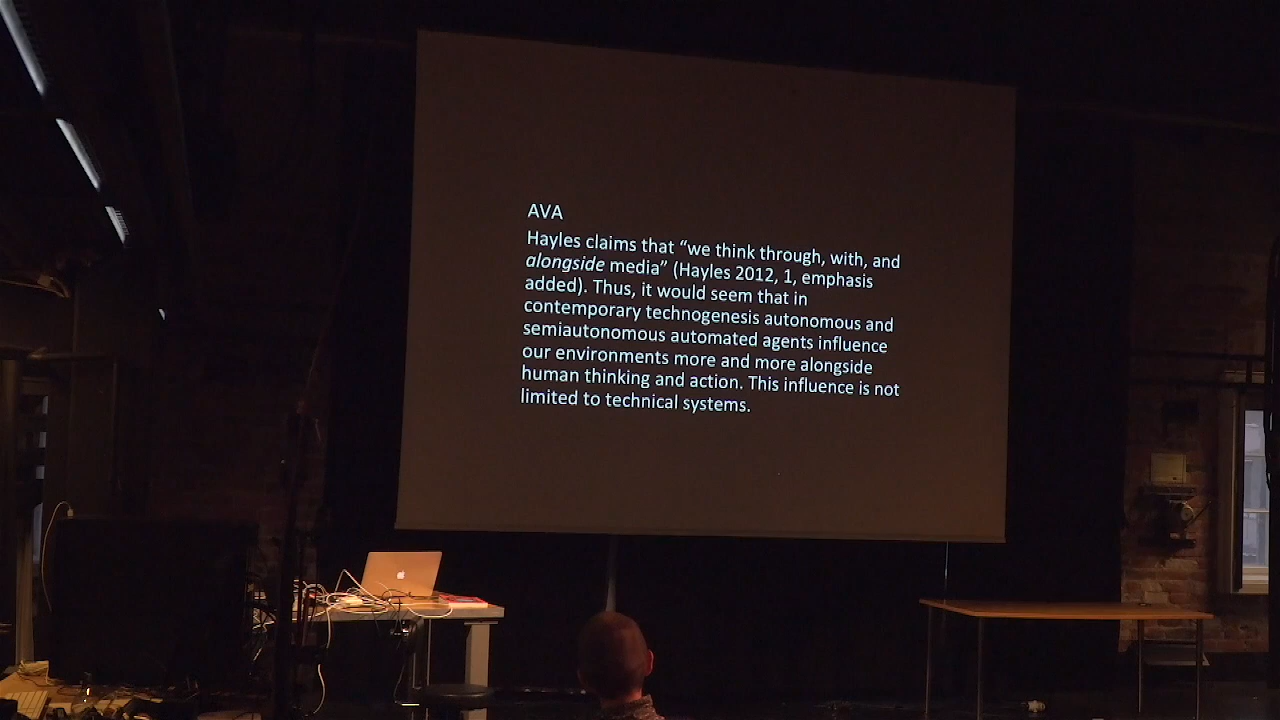 AVA
Hayles claims that “we think through, with, and
alongside media” (Hayles 2012, 1, emphasis
added). Thus, it would seem that in
contemporary technogenesis autonomous and
semiautonomous automated agents influence
our environments more and more alongside
human thinking and action. This influence is not
limited to technical systems.